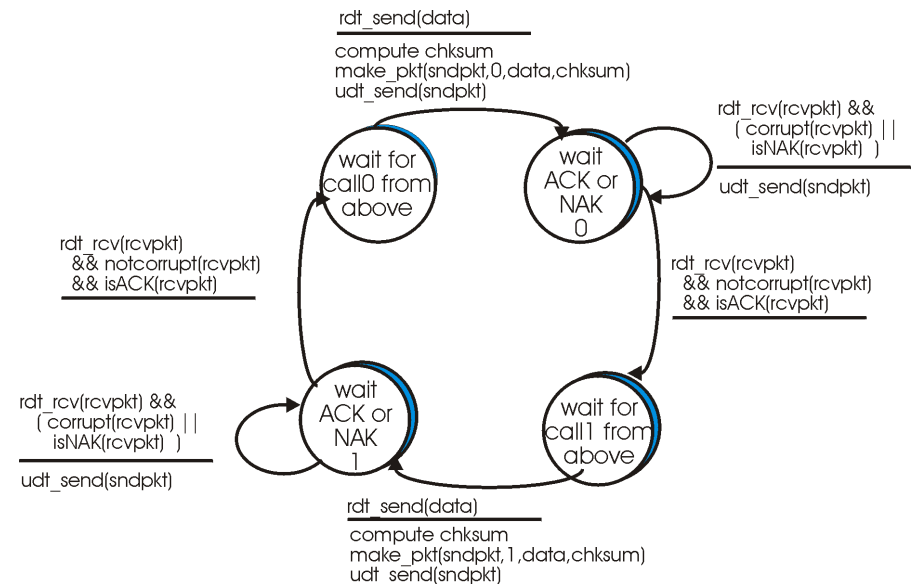 rdt_send(data)
compute chksum
make_pkt(sndpkt,0,data,chksum)
udt_send(sndpkt)
wait for
call0 from
above
wait
ACK or
NAK
0
rdt_rcv(rcvpkt) &&
( corrupt(rcvpkt) ||
isNAK(rcvpkt) )
udt_send(sndpkt)
rdt_rcv(rcvpkt)
&& notcorrupt(rcvpkt)
&& isACK(rcvpkt)
rdt_rcv(rcvpkt)
&& notcorrupt(rcvpkt)
&& isACK(rcvpkt)
rdt_rcv(rcvpkt) &&
( corrupt(rcvpkt) ||
isNAK(rcvpkt) )
udt_send(sndpkt)
wait
ACK or
NAK
1
wait for
call1 from
above
rdt_send(data)
compute chksum
make_pkt(sndpkt,1,data,chksum)
udt_send(sndpkt)